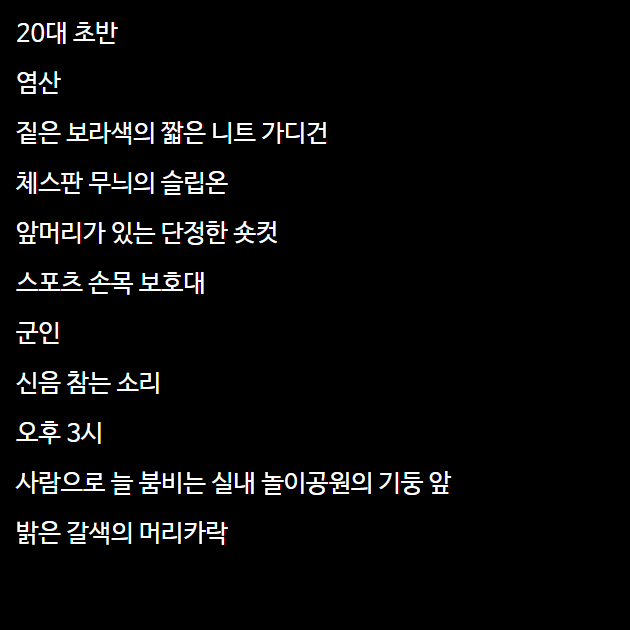 20대 초반
염산
짙은 보라색의 짧은 니트 가디건
체스판 무늬의 슬립온
앞머리가 있는 단정한 숏컷
스포츠 손목 보호대
군인
신음 참는 소리
오후 3시
사람으로 늘 붐비는 실내 놀이공원의 기둥 앞
밝은 갈색의 머리카락